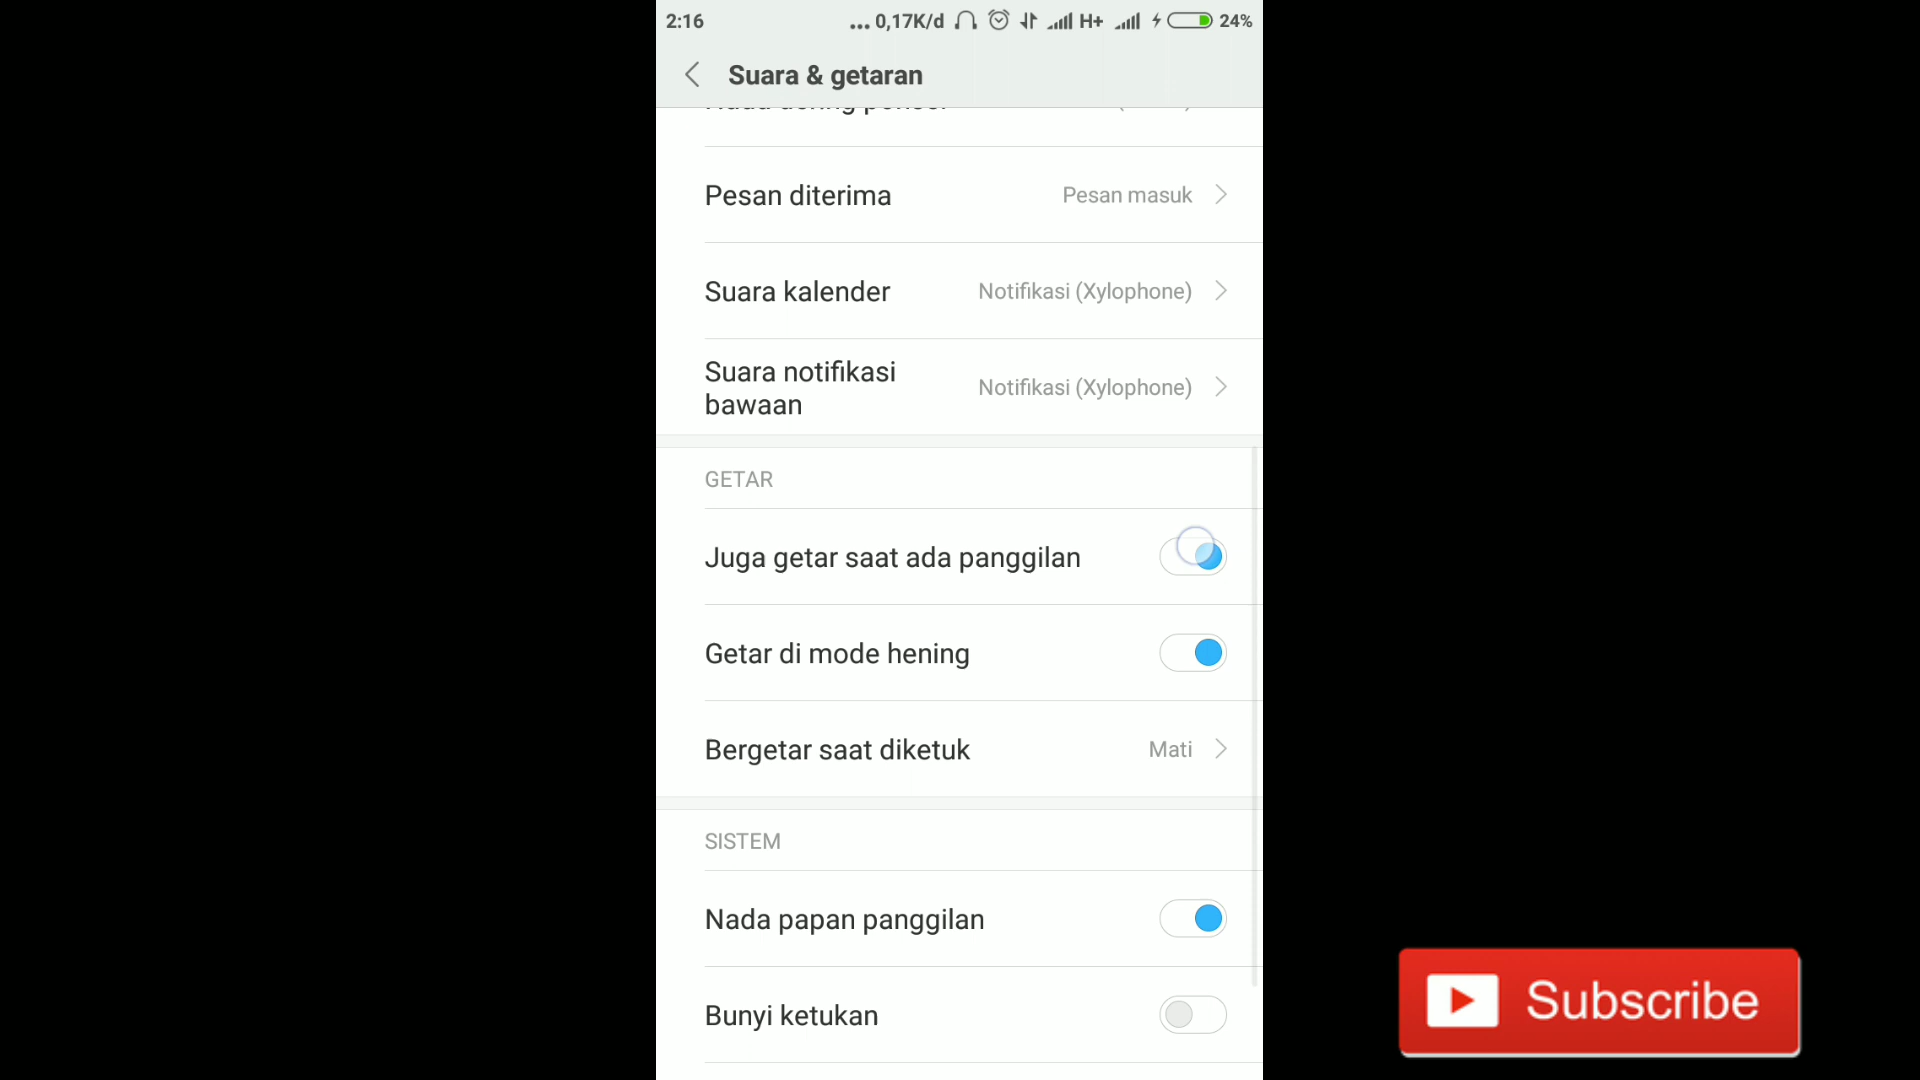 2:16
... 0,17K/d H+ 24%
Suara & getaran
Pesan diterima
Pesan masuk
Suara kalender
Notifikasi (Xylophone)
Suara notifikasi
bawaan
Notifikasi (Xylophone)
GETAR
Juga getar saat ada panggilan
Getar di mode hening
Bergetar saat diketuk
Mati
SISTEM
Nada papan panggilan
Bunyi ketukan
Subscribe